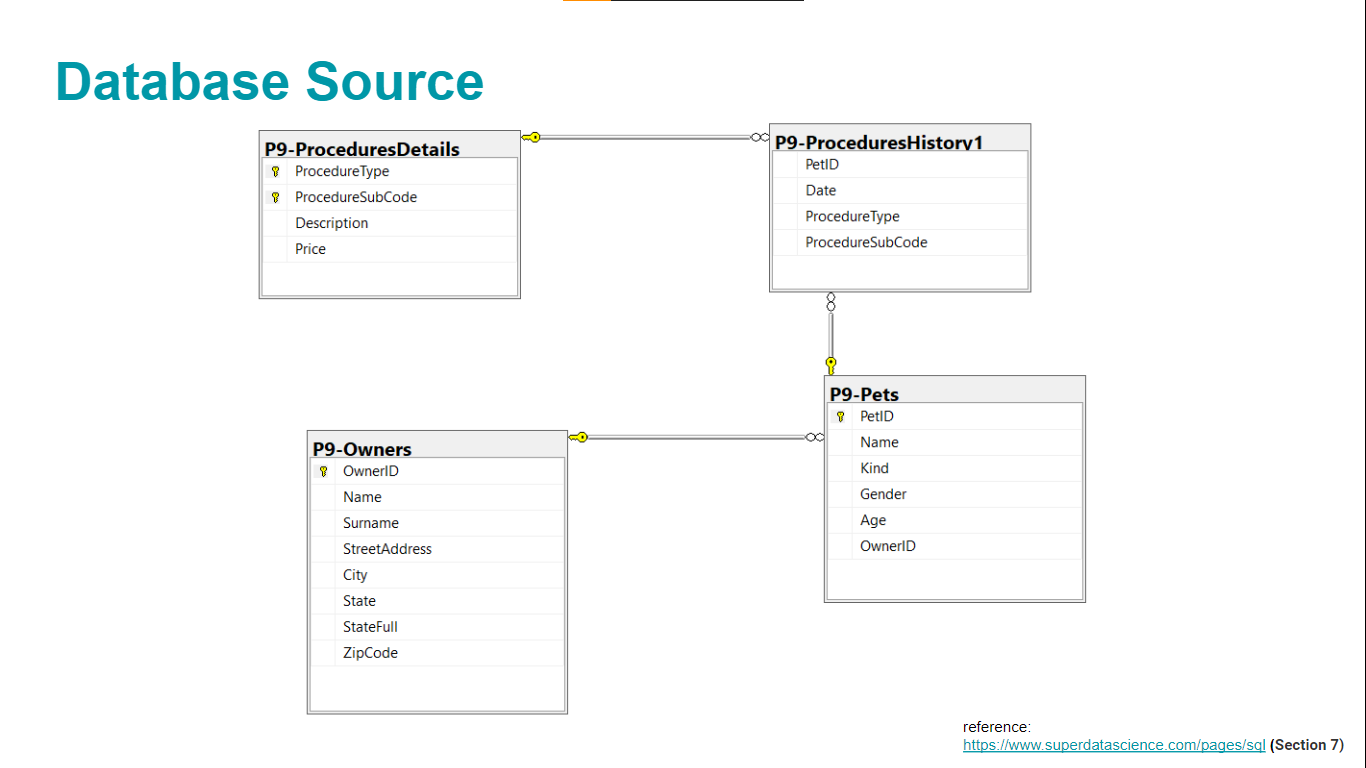 Database Source
P9-ProceduresDetails
ProcedureType
ProcedureSubCode
Description
Price
P9-ProceduresHistory1
PetID
Date
ProcedureType
ProcedureSubCode
P9-Owners
OwnerID
Name
Surname
StreetAddress
City
State
StateFull
ZipCode
P9-Pets
PetID
Name
Kind
Gender
Age
OwnerID
reference:
https://www.superdatascience.com/pages/sql (Section 7)